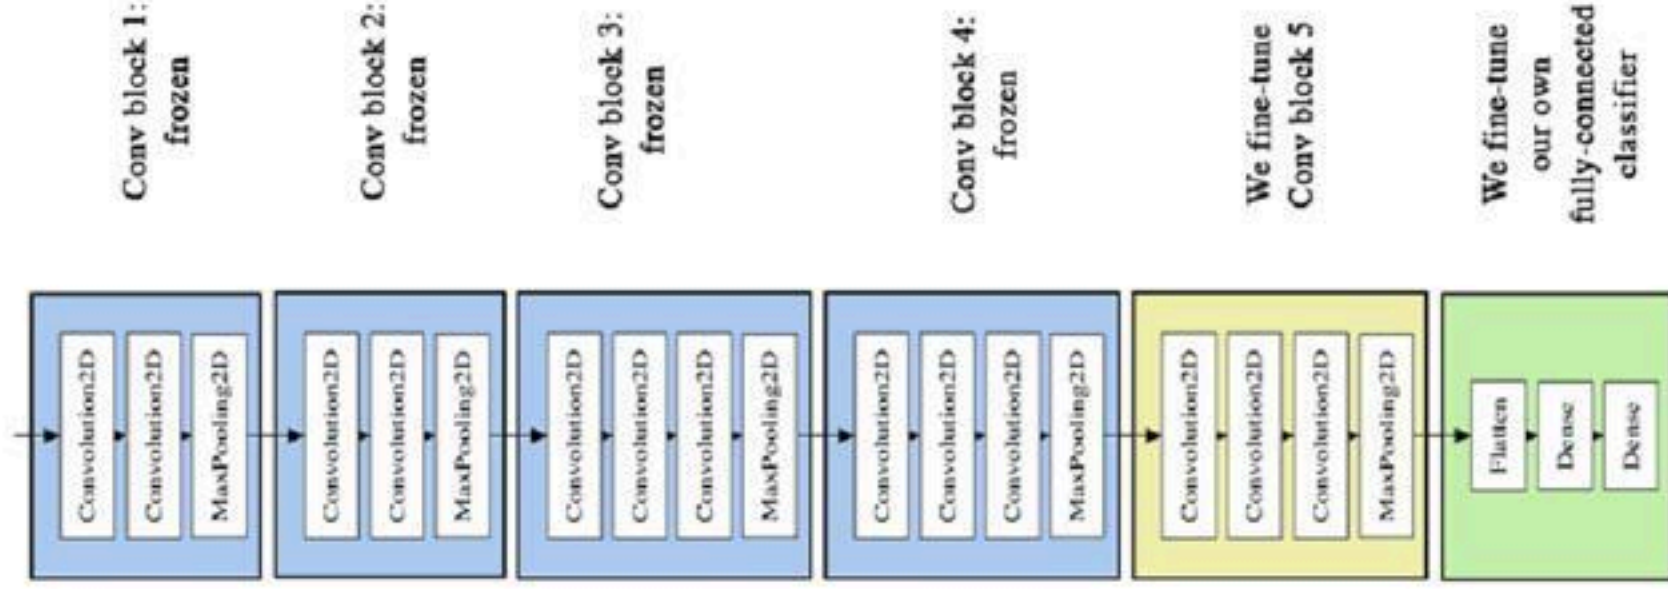 Convolution2D
Convolution2D
MaxPooling2D
Conv block 1:
frozen
Convolution2D
Convolution2D
MaxPooling2D
Conv block 2:
frozen
Convolution2D
Convolution2D
Convolution2D
MaxPooling2D
Conv block 3:
frozen
Convolution2D
Convolution2D
Convolution2D
MaxPooling2D
Conv block 4:
frozen
Convolution2D
Convolution2D
Convolution2D
MaxPooling2D
We fine-tune
Conv block 5
Flatten
Dense
Dense
We fine-tune
our own
fully-connected
classifier